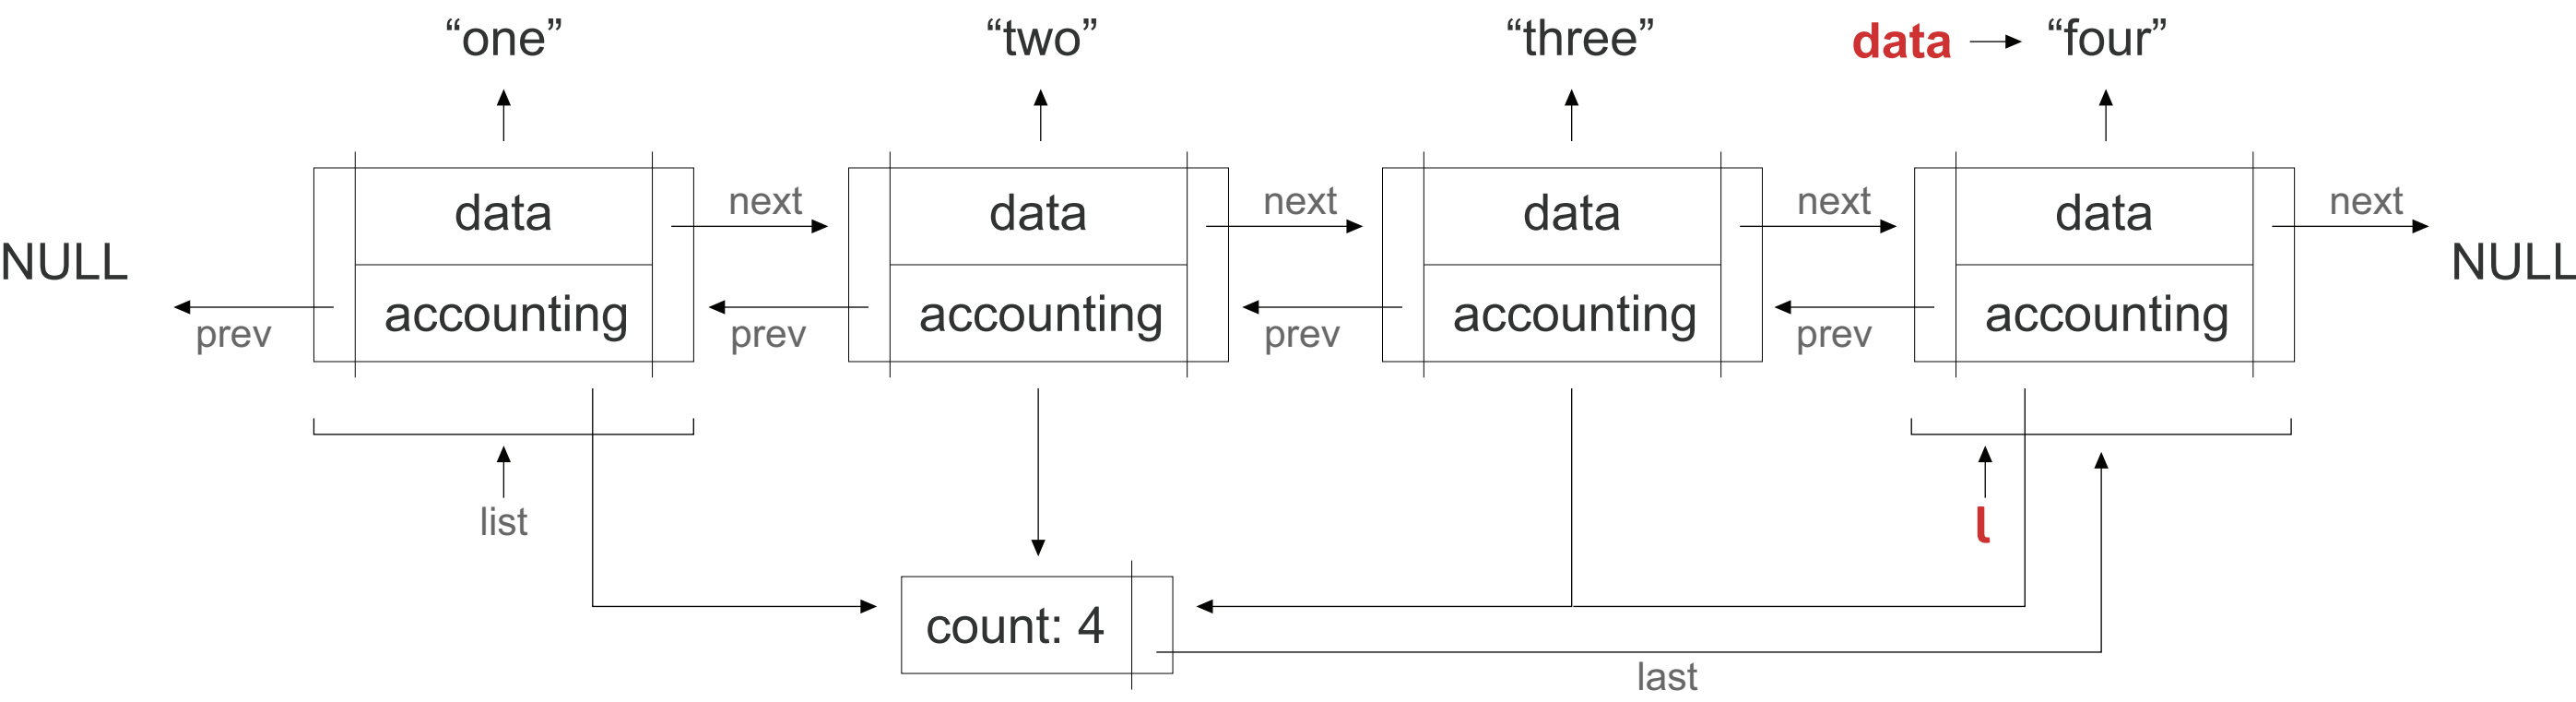 “one” “two” “three” data “four”
data next data next data next data next
NULL NULL
accounting accounting accounting accounting
prev prev prev prev
list l
count: 4
last